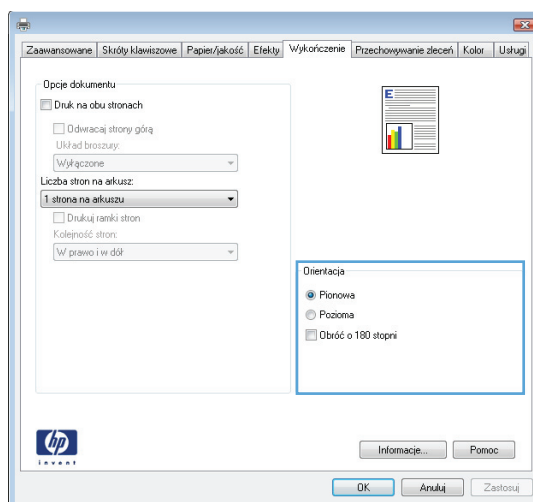 Zaawansowane Skróty klawiszowe Papier/jakość Efekty Wykończenie Przechowywanie zleceń Kolor Usługi
Opcje dokumentu
Druk na obu stronach
Odwracaj strony górą
Układ broszury:
Wyłączone
Liczba stron na arkusz:
1 strona na arkuszu
Drukuj ramki stron
Kolejność stron:
W prawo i w dół
E
Orientacja
Pionowa
Pozioma
Obróć o 180 stopni
hp
invent
Informacje... Pomoc
OK Anuluj Zastosuj